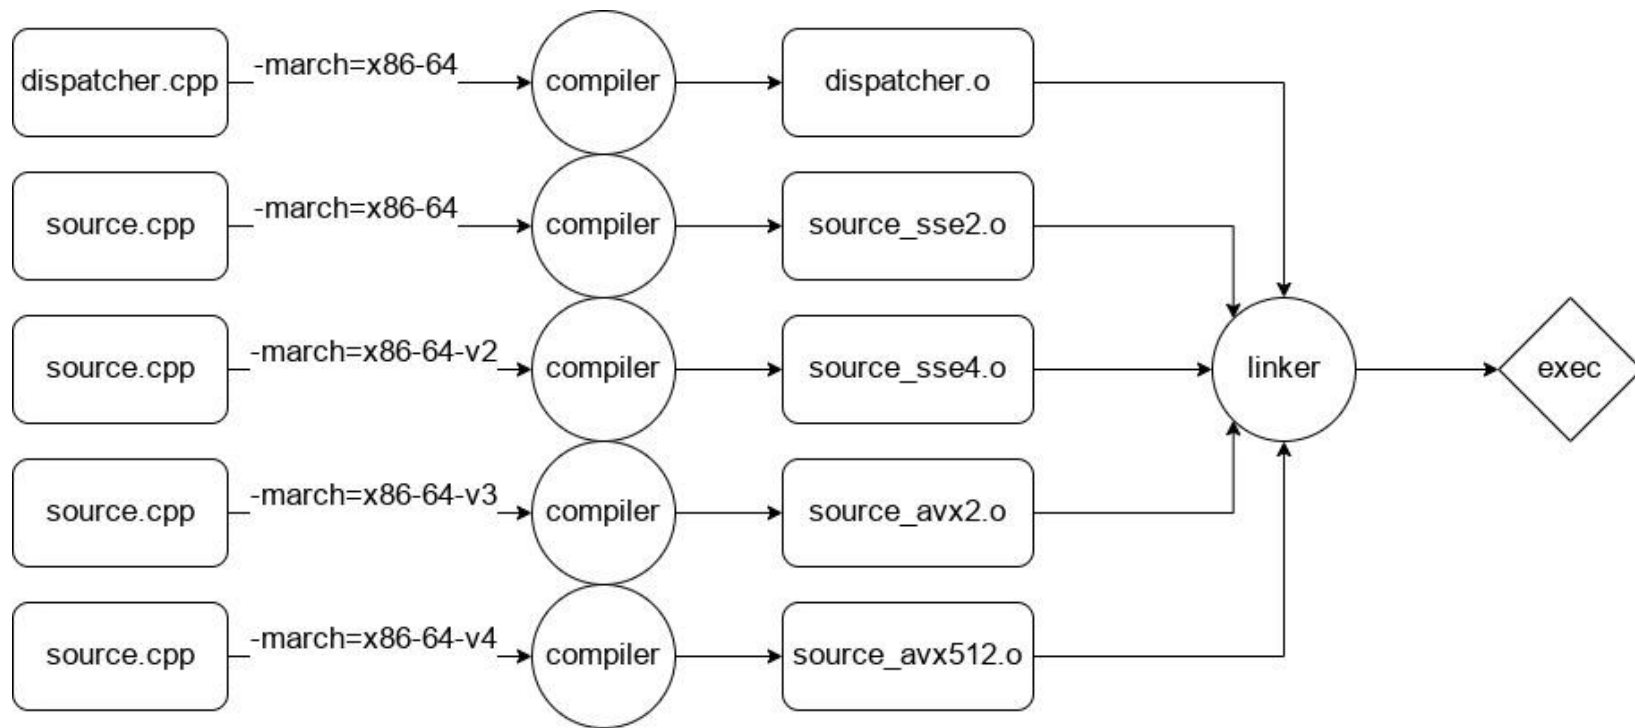 dispatcher.cpp
-march=x86-64
compiler
dispatcher.o
source.cpp
-march=x86-64
compiler
source_sse2.o
source.cpp
-march=x86-64-v2
compiler
source_sse4.o
linker
exec
source.cpp
-march=x86-64-v3
compiler
source_avx2.o
source.cpp
-march=x86-64-v4
compiler
source_avx512.o